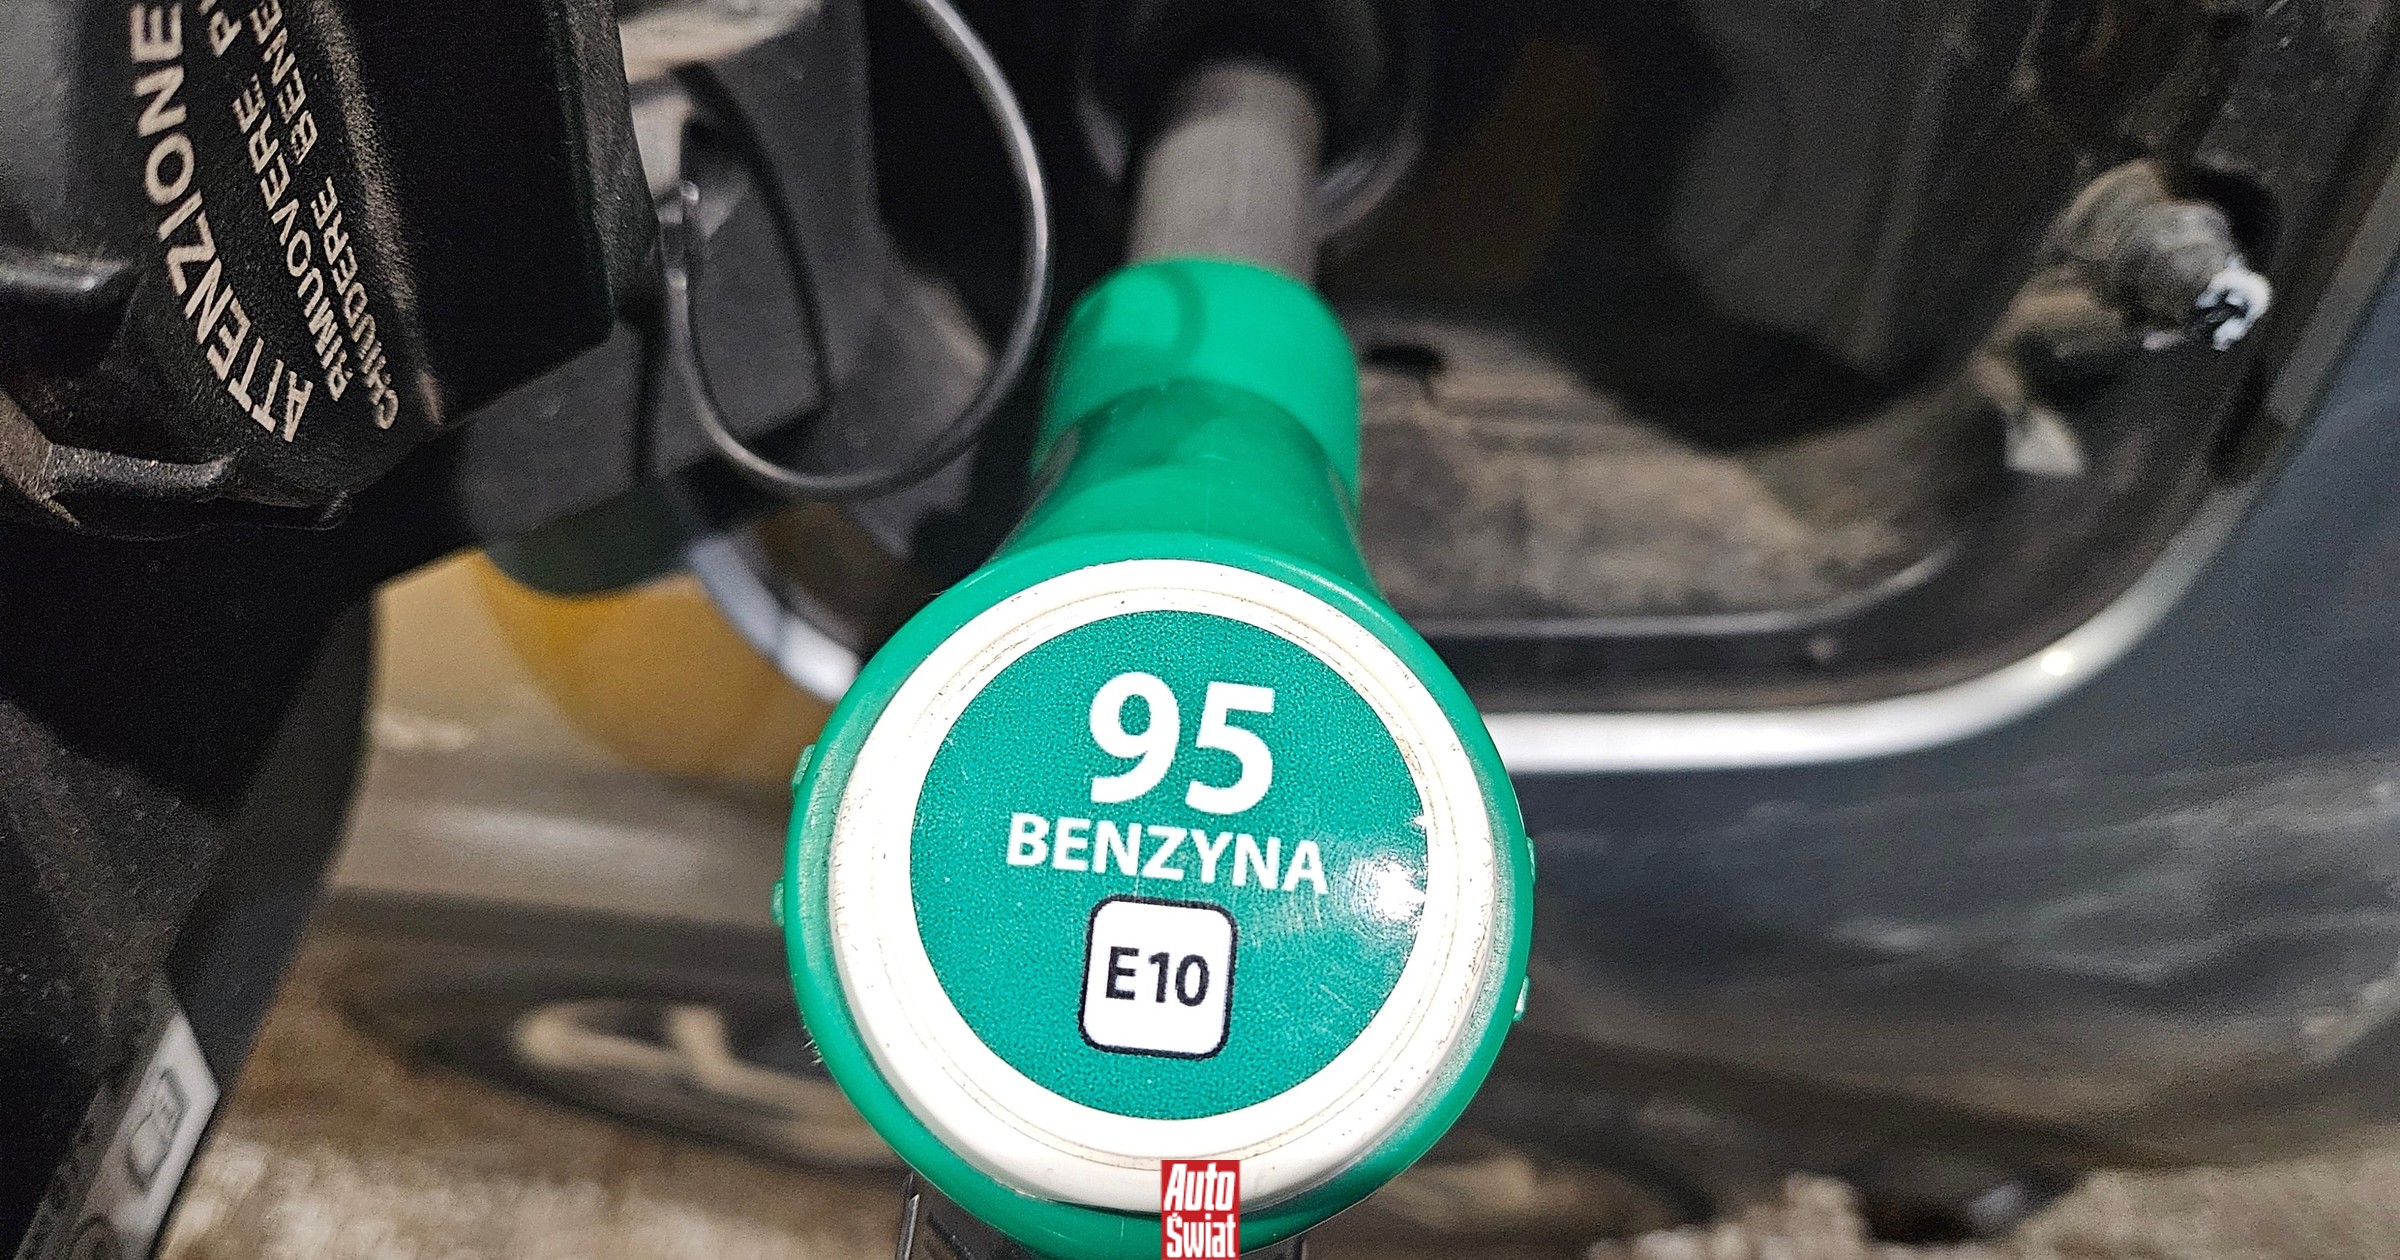 ATTENZIONE
RIMUOVERE
CHIUDERE BENE
95
BENZYNA
E10
Auto
Świat